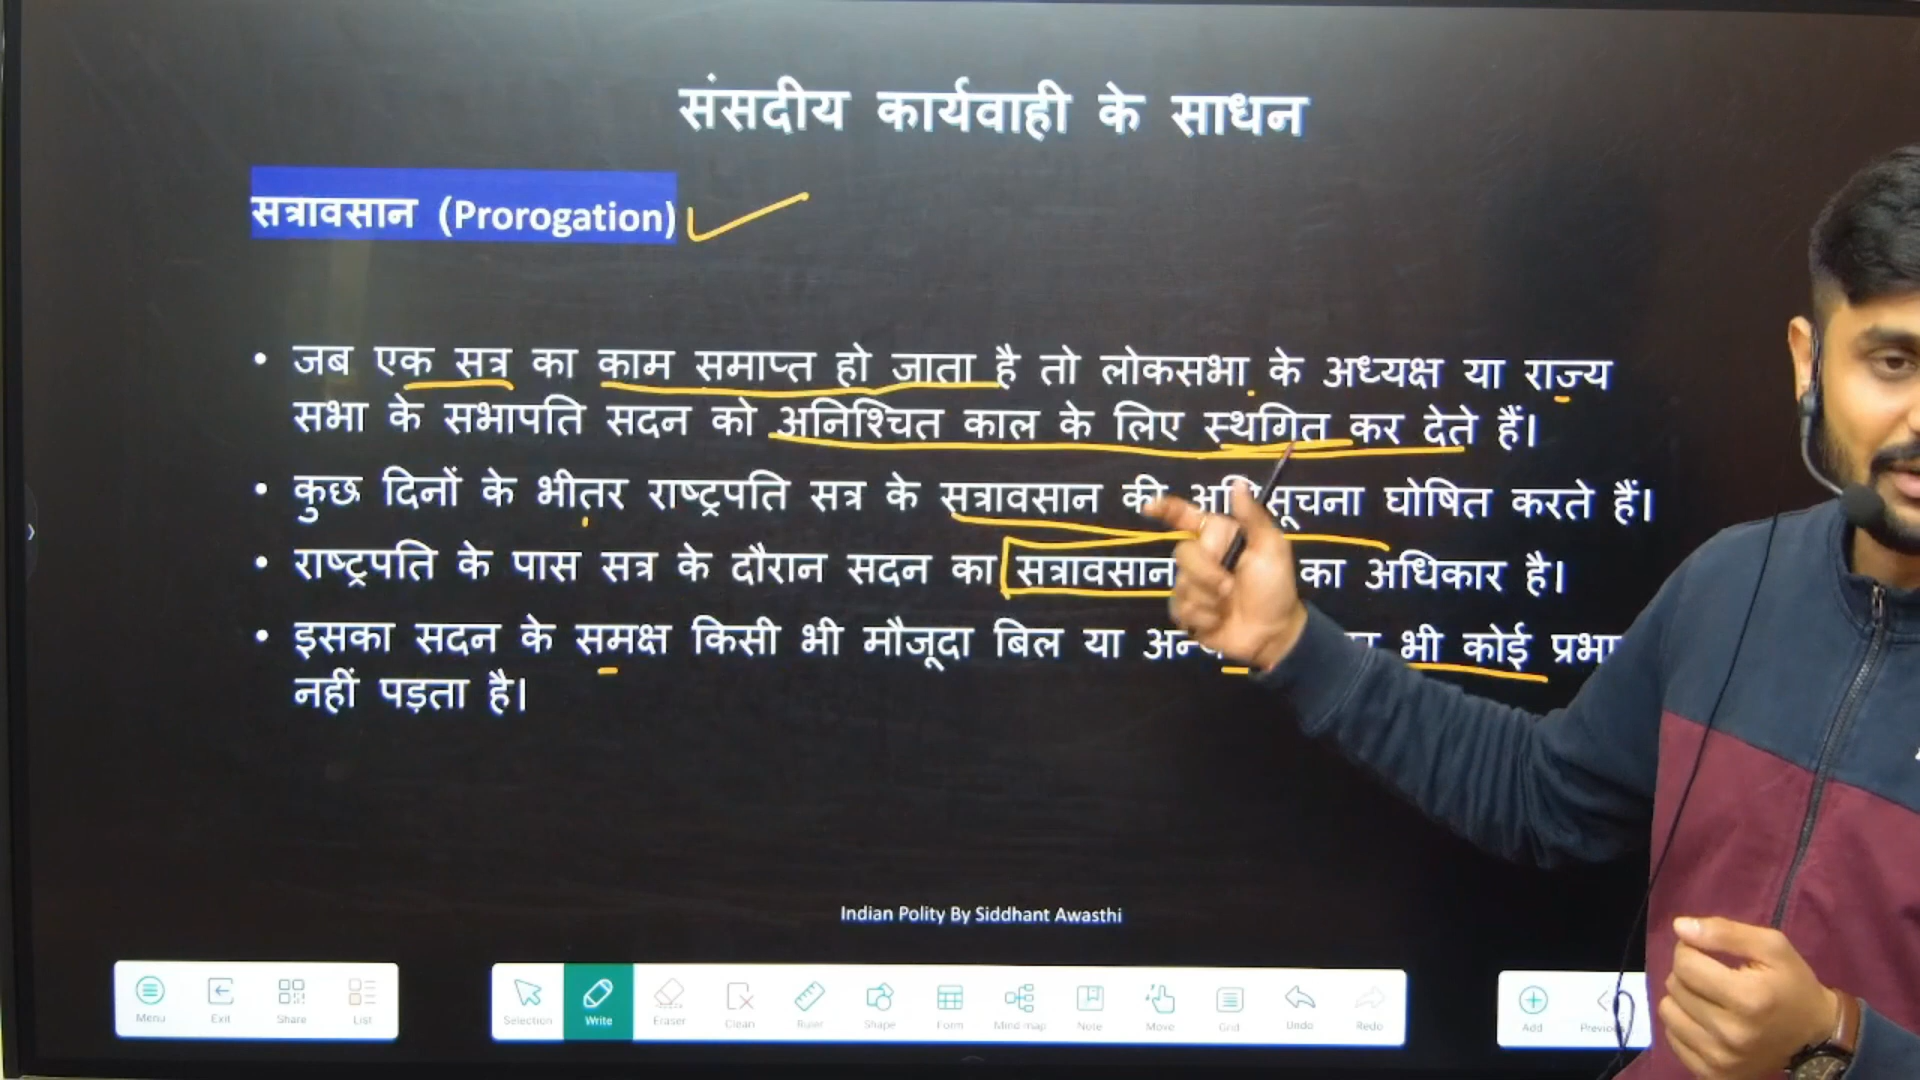 संसदीय कार्यवाही के साधन
सत्रावसान (Prorogation)
• जब एक सत्र का काम समाप्त हो जाता है तो लोकसभा के अध्यक्ष या राज्य
सभा के सभापति सदन को अनिश्चित काल के लिए स्थगित कर देते हैं।
• कुछ दिनों के भीतर राष्ट्रपति सत्र के सत्रावसान की अधिसूचना घोषित करते हैं।
• राष्ट्रपति के पास सत्र के दौरान सदन का सत्रावसान का अधिकार है।
• इसका सदन के समक्ष किसी भी मौजूदा बिल या भी कोई
नहीं पड़ता है।
Indian Polity By Siddhant Awasthi
Menu Exit Share List Selection Write Eraser Clean Ruler Shape Form Mind map Note Move Grid Undo Redo Add